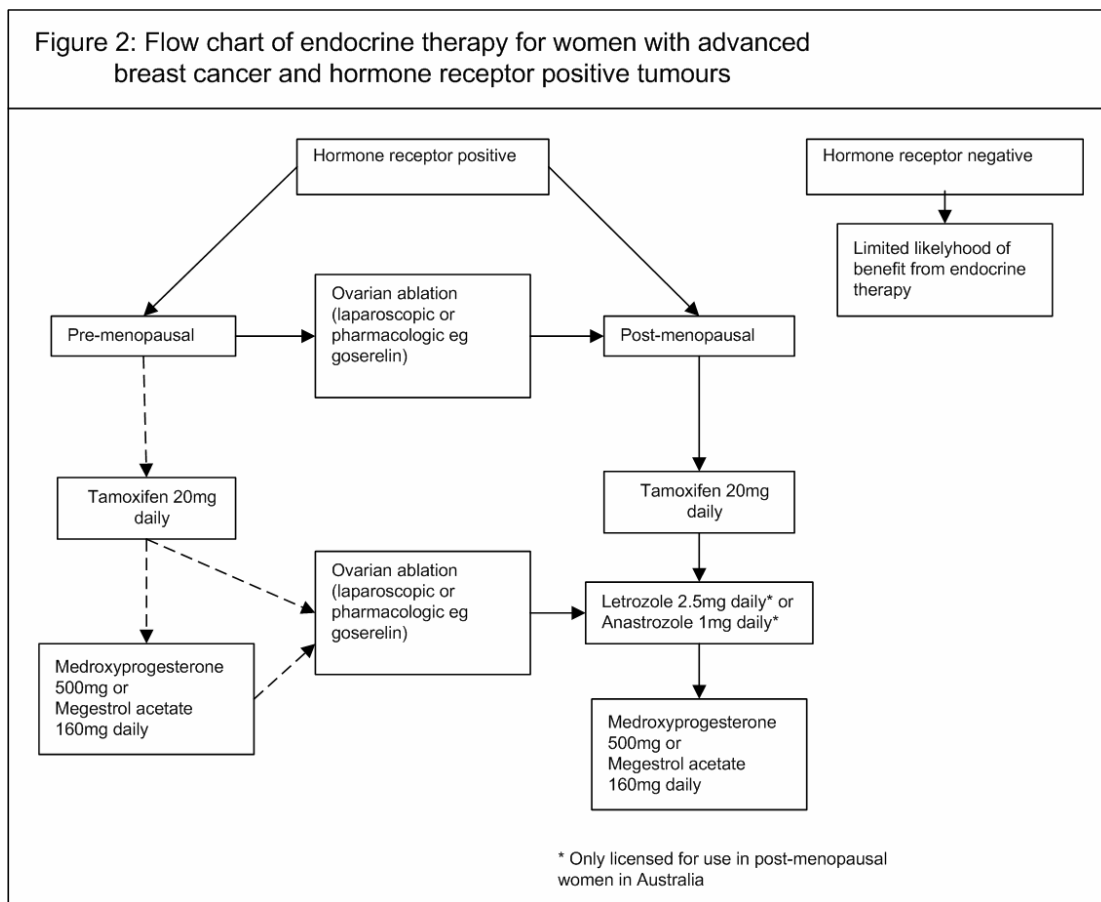 Figure 2: Flow chart of endocrine therapy for women with advanced
breast cancer and hormone receptor positive tumours
Hormone receptor positive
Hormone receptor negative
Limited likelyhood of
benefit from endocrine
therapy
Pre-menopausal
Ovarian ablation
(laparoscopic or
pharmacologic eg
goserelin)
Post-menopausal
Tamoxifen 20mg
daily
Tamoxifen 20mg
daily
Ovarian ablation
(laparoscopic or
pharmacologic eg
goserelin)
Letrozole 2.5mg daily* or
Anastrozole 1mg daily*
Medroxyprogesterone
500mg or
Megestrol acetate
160mg daily
Medroxyprogesterone
500mg or
Megestrol acetate
160mg daily
* Only licensed for use in post-menopausal
women in Australia